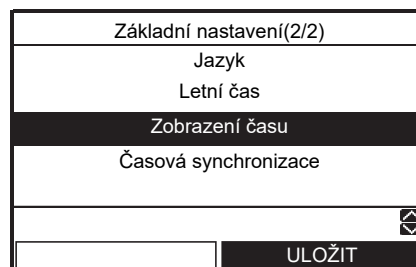 Základní nastavení(2/2)
Jazyk
Letní čas
Zobrazení času
Časová synchronizace
ULOŽIT